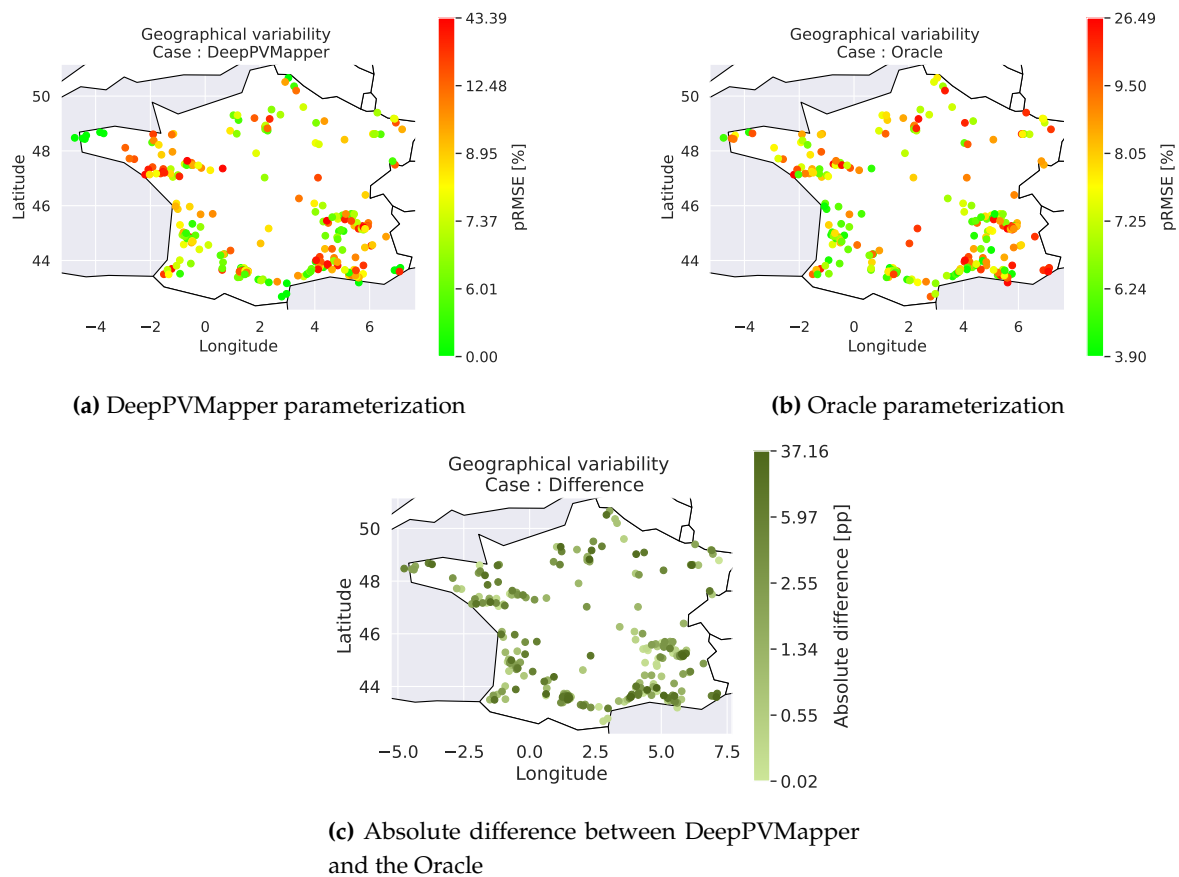 Geographical variability
Case : DeepPVMapper
50
48
46
44
Latitude
−4
−2
0
2
4
6
Longitude
43.39
12.48
8.95
7.37
6.01
0.00
pRMSE [%]
(a) DeepPVMapper parameterization
Geographical variability
Case : Oracle
50
48
46
44
Latitude
−4
−2
0
2
4
6
Longitude
26.49
9.50
8.05
7.25
6.24
3.90
pRMSE [%]
(b) Oracle parameterization
Geographical variability
Case : Difference
50
48
46
44
Latitude
−5.0
−2.5
0.0
2.5
5.0
7.5
Longitude
37.16
5.97
2.55
1.34
0.55
0.02
Absolute difference [pp]
(c) Absolute difference between DeepPVMapper
and the Oracle